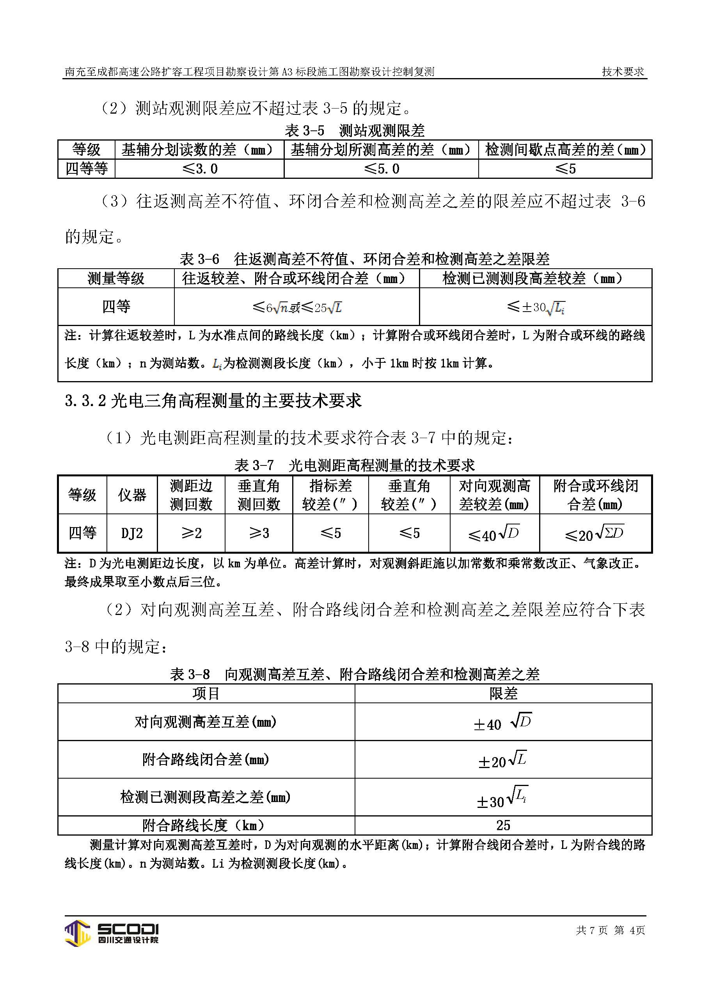 南充至成都高速公路扩容工程项目勘察设计第 A3 标段施工图勘察设计控制复测 技术要求
（2）测站观测限差应不超过表 3-5 的规定。
表 3-5 测站观测限差
等级 基辅分划读数的差（mm） 基辅分划所测高差的差（mm） 检测间歇点高差的差(mm)
四等等 ≤3.0 ≤5.0 ≤5
（3）往返测高差不符值、环闭合差和检测高差之差的限差应不超过表 3-6
的规定。
表 3-6 往返测高差不符值、环闭合差和检测高差之差限差
测量等级 往返较差、附合或环线闭合差（mm） 检测已测测段高差较差（mm）
四等 ≤6√n或≤25√L ≤±30√Li
注：计算往返较差时，L 为水准点间的路线长度（km）；计算附合或环线闭合差时，L 为附合或环线的路线
长度（km）；n 为测站数。Li为检测测段长度（km），小于 1km 时按 1km 计算。
3.3.2 光电三角高程测量的主要技术要求
（1）光电测距高程测量的技术要求符合表 3-7 中的规定：
表 3-7 光电测距高程测量的技术要求
等级 仪器 测距边 垂直角 指标差 垂直角 对向观测高 附合或环线闭
测回数 测回数 较差(″) 较差(″) 差较差(mm) 合差(mm)
四等 DJ2 ≥2 ≥3 ≤5 ≤5 ≤40√D ≤20√ΣD
注：D 为光电测距边长度，以 km 为单位。高差计算时，对观测斜距施以加常数和乘常数改正、气象改正。
最终成果取至小数点后三位。
（2）对向观测高差互差、附合路线闭合差和检测高差之差限差应符合下表
3-8 中的规定：
表 3-8 向观测高差互差、附合路线闭合差和检测高差之差
项目 限差
对向观测高差互差(mm) ±40 √D
附合路线闭合差(mm) ±20√L
检测已测测段高差之差(mm) ±30√Li
附合路线长度（km） 25
测量计算对向观测高差互差时，D 为对向观测的水平距离(km)；计算附合线闭合差时，L 为附合线的路
线长度(km)。n 为测站数。Li 为检测测段长度(km)。
SCODI
四川交通设计院
共 7 页 第 4页